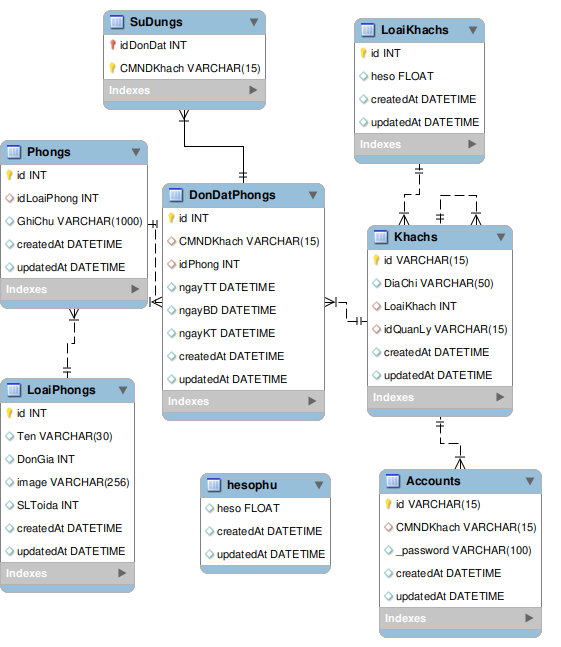 SuDungs
idDonDat INT
CMNDKhach VARCHAR(15)
Indexes
LoaiKhachs
id INT
heso FLOAT
createdAt DATETIME
updatedAt DATETIME
Indexes
Phongs
id INT
idLoaiPhong INT
GhiChu VARCHAR(1000)
createdAt DATETIME
updatedAt DATETIME
Indexes
DonDatPhongs
id INT
CMNDKhach VARCHAR(15)
idPhong INT
ngayTT DATETIME
ngayBD DATETIME
ngayKT DATETIME
createdAt DATETIME
updatedAt DATETIME
Indexes
Khachs
id VARCHAR(15)
DiaChi VARCHAR(50)
LoaiKhach INT
idQuanLy VARCHAR(15)
createdAt DATETIME
updatedAt DATETIME
Indexes
LoaiPhongs
id INT
Ten VARCHAR(30)
DonGia INT
image VARCHAR(256)
SLToida INT
createdAt DATETIME
updatedAt DATETIME
Indexes
hesophu
heso FLOAT
createdAt DATETIME
updatedAt DATETIME
Accounts
id VARCHAR(15)
CMNDKhach VARCHAR(15)
_password VARCHAR(100)
createdAt DATETIME
updatedAt DATETIME
Indexes